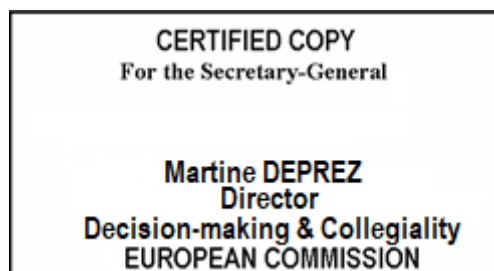 CERTIFIED COPY
For the Secretary-General
Martine DEPREZ
Director
Decision-making & Collegiality
EUROPEAN COMMISSION